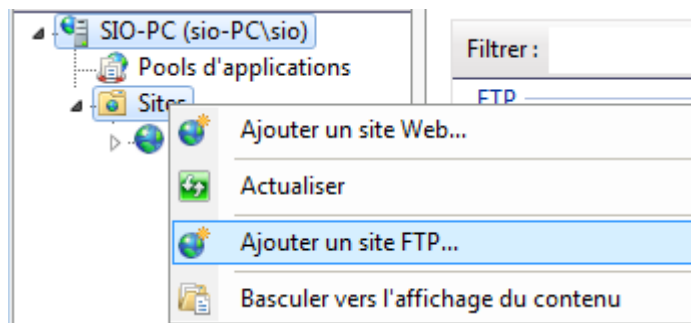 SIO-PC (sio-PC\sio)
Pools d'applications
Sites
Filtrer :
FTP
Ajouter un site Web...
Actualiser
Ajouter un site FTP...
Basculer vers l'affichage du contenu